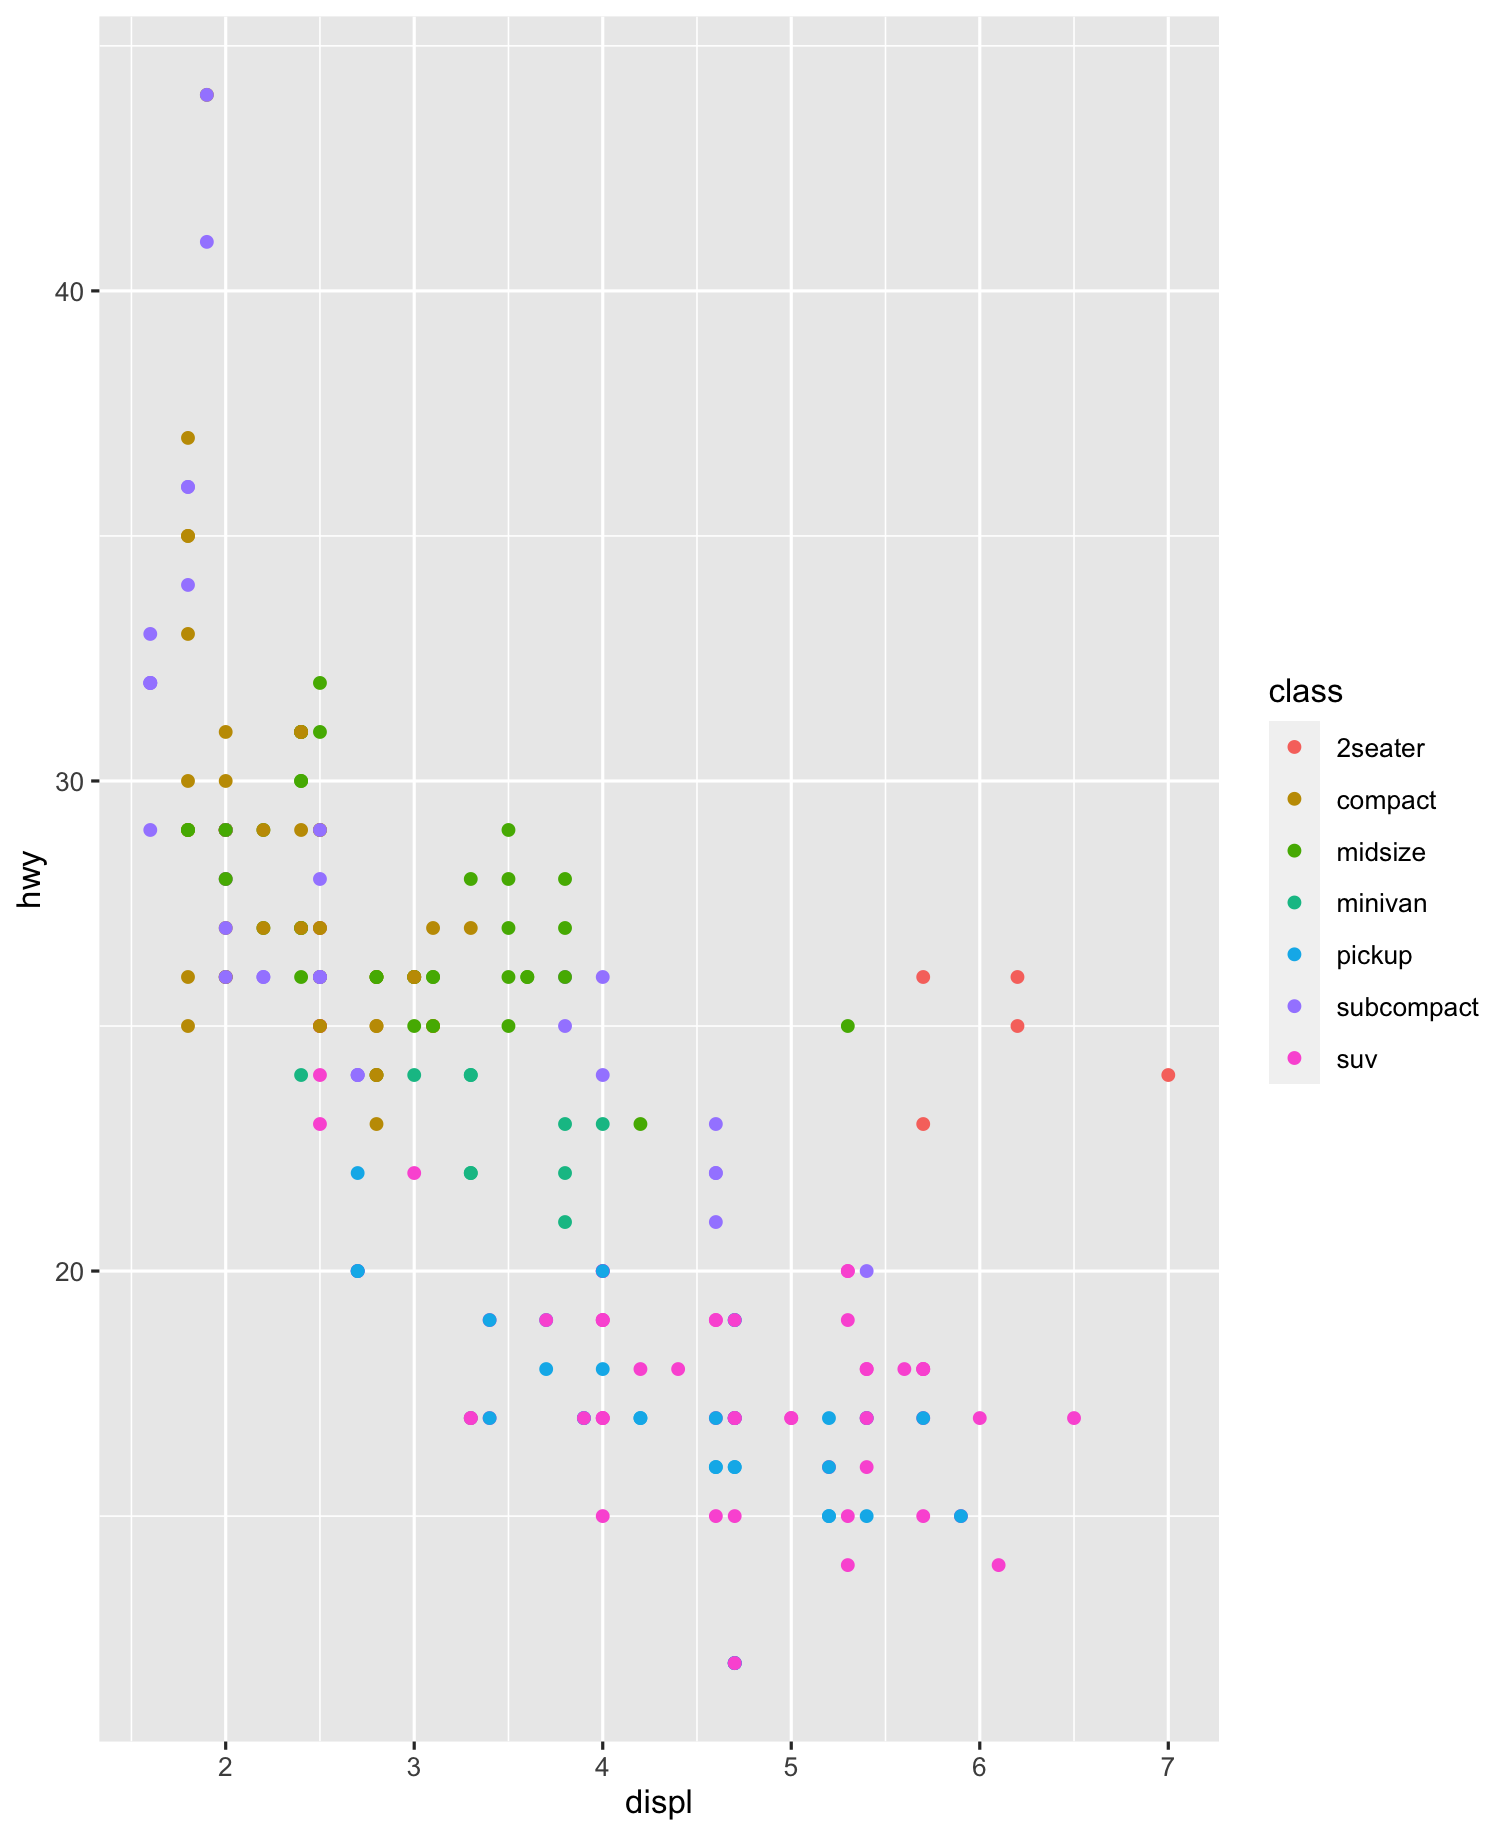 40
30
20
hwy
2 3 4 5 6 7
displ
class
2seater
compact
midsize
minivan
pickup
subcompact
suv